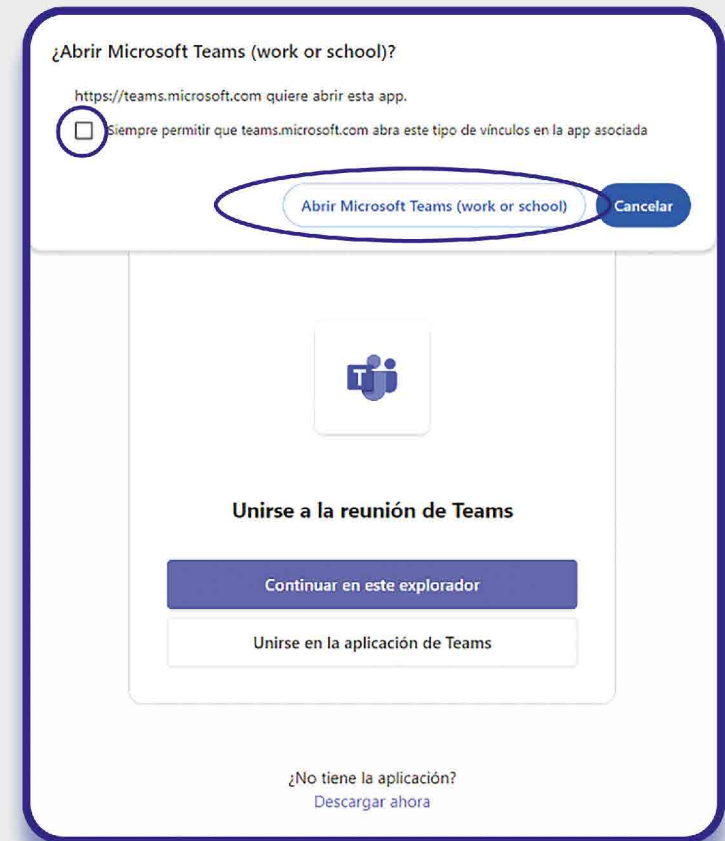 ¿Abrir Microsoft Teams (work or school)?
https://teams.microsoft.com quiere abrir esta app.
Siempre permitir que teams.microsoft.com abra este tipo de vínculos en la app asociada
Abrir Microsoft Teams (work or school)
Cancelar
T
Unirse a la reunión de Teams
Continuar en este explorador
Unirse en la aplicación de Teams
¿No tiene la aplicación?
Descargar ahora